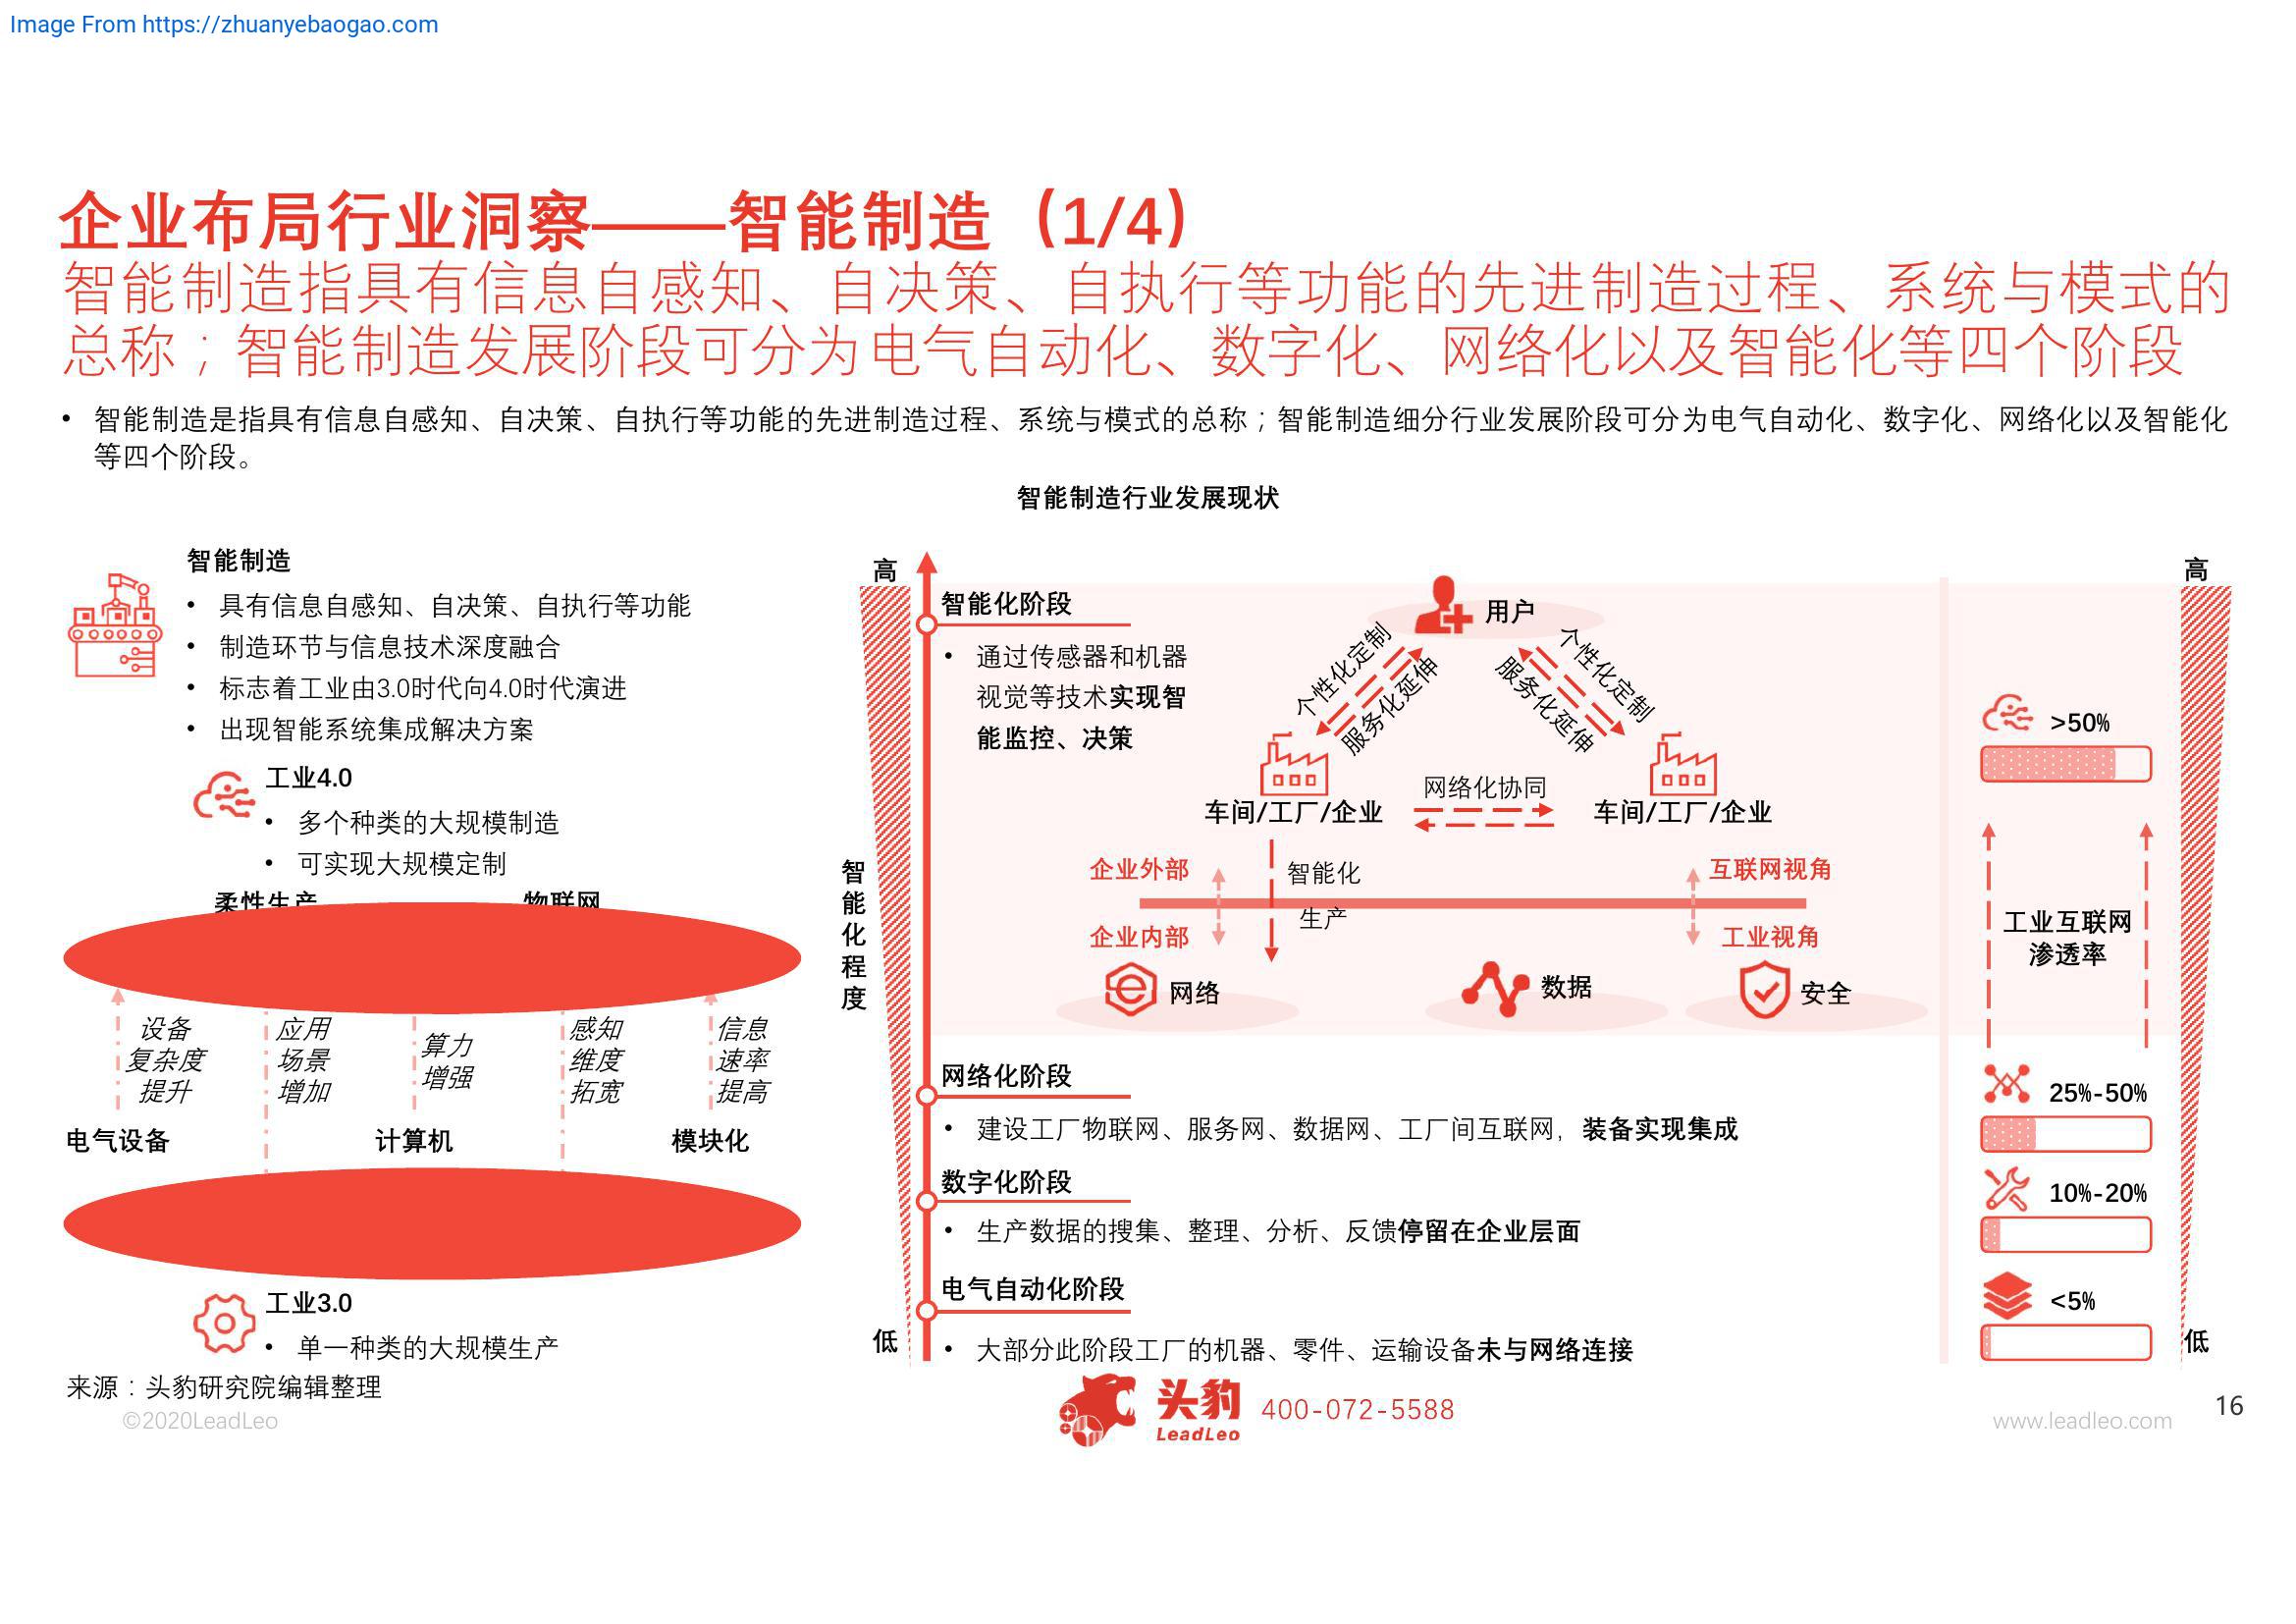 Image From https://zhuanyebaogao.com
企业布局行业洞察——智能制造（1/4）
智能制造指具有信息自感知、自决策、自执行等功能的先进制造过程、系统与模式的
总称；智能制造发展阶段可分为电气自动化、数字化、网络化以及智能化等四个阶段
• 智能制造是指具有信息自感知、自决策、自执行等功能的先进制造过程、系统与模式的总称；智能制造细分行业发展阶段可分为电气自动化、数字化、网络化以及智能化
等四个阶段。
智能制造行业发展现状
智能制造
• 具有信息自感知、自决策、自执行等功能
• 制造环节与信息技术深度融合
• 标志着工业由3.0时代向4.0时代演进
• 出现智能系统集成解决方案
工业4.0
• 多个种类的大规模制造
• 可实现大规模定制
柔性生产
物联网
设备
复杂度
提升
应用
场景
增加
算力
增强
感知
维度
拓宽
信息
速率
提高
电气设备
计算机
模块化
工业3.0
• 单一种类的大规模生产
高
智
能
化
程
度
低
智能化阶段
• 通过传感器和机器
视觉等技术实现智
能监控、决策
用户
个性化定制
服务化延伸
服务化延伸
个性化定制
车间/工厂/企业
网络化协同
车间/工厂/企业
企业外部
智能化
互联网视角
企业内部
生产
工业视角
网络
数据
安全
网络化阶段
• 建设工厂物联网、服务网、数据网、工厂间互联网，装备实现集成
数字化阶段
• 生产数据的搜集、整理、分析、反馈停留在企业层面
电气自动化阶段
• 大部分此阶段工厂的机器、零件、运输设备未与网络连接
高
>50%
工业互联网
渗透率
25%-50%
10%-20%
<5%
低
来源：头豹研究院编辑整理
©2020LeadLeo
头豹
LeadLeo
400-072-5588
www.leadleo.com
16